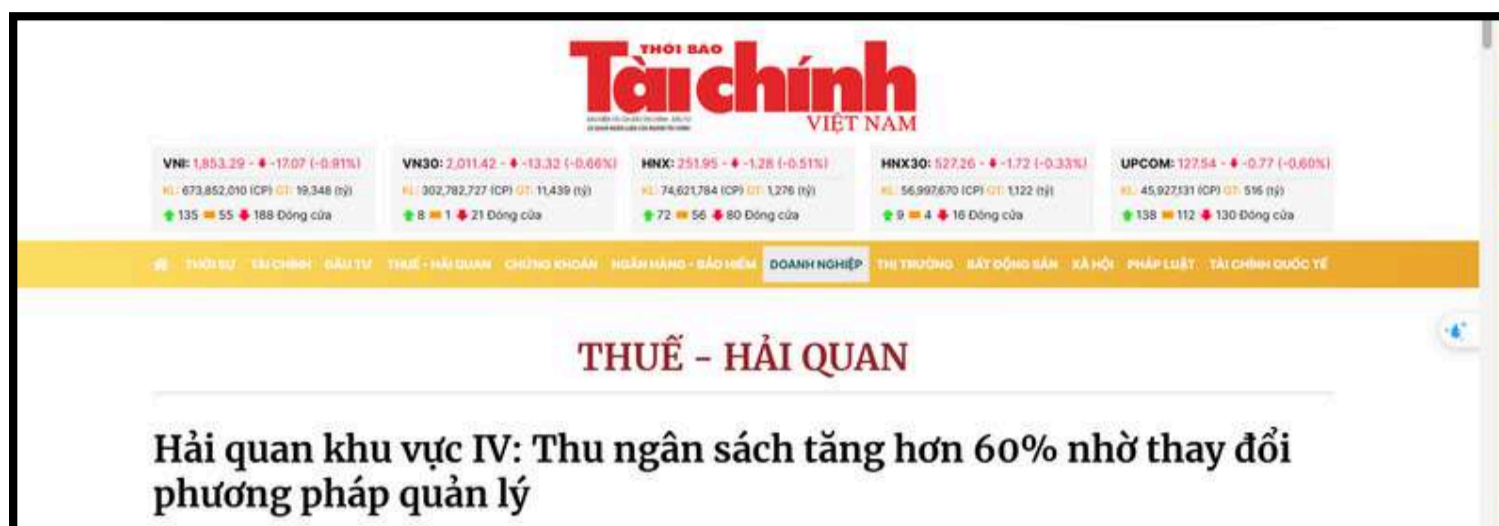 THỜI BÁO
Tài chính
VIỆT NAM
VNI: 1,853.29 - -17.07 (-0.91%)
KL: 673,852,010 (CP) GT: 19,348 (tỷ)
135 55 188 Đóng cửa
VN30: 2,011.42 - -13.32 (-0.66%)
KL: 302,782,727 (CP) GT: 11,439 (tỷ)
8 1 21 Đóng cửa
HNX: 251.95 - -1.28 (-0.51%)
KL: 74,621,784 (CP) GT: 1,276 (tỷ)
72 56 80 Đóng cửa
HNX30: 527.26 - -1.72 (-0.33%)
KL: 56,997,670 (CP) GT: 1,122 (tỷ)
9 4 16 Đóng cửa
UPCOM: 127.54 - -0.77 (-0.60%)
KL: 45,927,131 (CP) GT: 516 (tỷ)
138 112 130 Đóng cửa
THỜI SỰ TÀI CHÍNH ĐẦU TƯ THUẾ - HẢI QUAN CHỨNG KHOÁN NGÂN HÀNG - BẢO HIỂM DOANH NGHIỆP THỊ TRƯỜNG BẤT ĐỘNG SẢN XÃ HỘI PHÁP LUẬT TÀI CHÍNH QUỐC TẾ
THUẾ - HẢI QUAN
Hải quan khu vực IV: Thu ngân sách tăng hơn 60% nhờ thay đổi
phương pháp quản lý